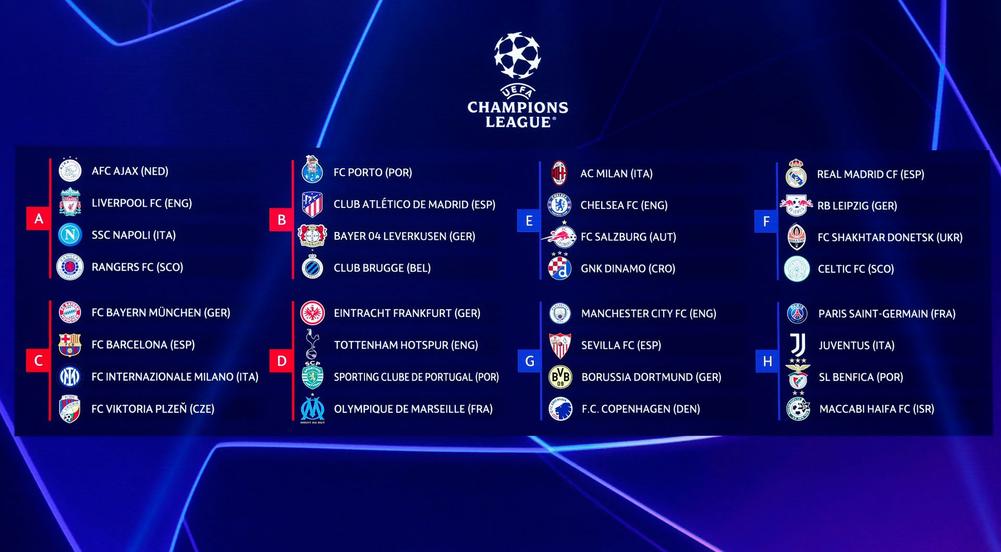 UEFA
CHAMPIONS
LEAGUE®
A
AFC AJAX (NED)
LIVERPOOL FC (ENG)
SSC NAPOLI (ITA)
RANGERS FC (SCO)
B
FC PORTO (POR)
CLUB ATLÉTICO DE MADRID (ESP)
BAYER 04 LEVERKUSEN (GER)
CLUB BRUGGE (BEL)
E
AC MILAN (ITA)
CHELSEA FC (ENG)
FC SALZBURG (AUT)
GNK DINAMO (CRO)
F
REAL MADRID CF (ESP)
RB LEIPZIG (GER)
FC SHAKHTAR DONETSK (UKR)
CELTIC FC (SCO)
C
FC BAYERN MÜNCHEN (GER)
FC BARCELONA (ESP)
FC INTERNAZIONALE MILANO (ITA)
FC VIKTORIA PLZEŇ (CZE)
D
EINTRACHT FRANKFURT (GER)
TOTTENHAM HOTSPUR (ENG)
SCP
SPORTING CLUBE DE PORTUGAL (POR)
OLYMPIQUE DE MARSEILLE (FRA)
G
MANCHESTER CITY FC (ENG)
SEVILLA FC (ESP)
BVB
09
BORUSSIA DORTMUND (GER)
F.C. COPENHAGEN (DEN)
H
PARIS SAINT-GERMAIN (FRA)
JUVENTUS (ITA)
SL BENFICA (POR)
MACCABI HAIFA FC (ISR)